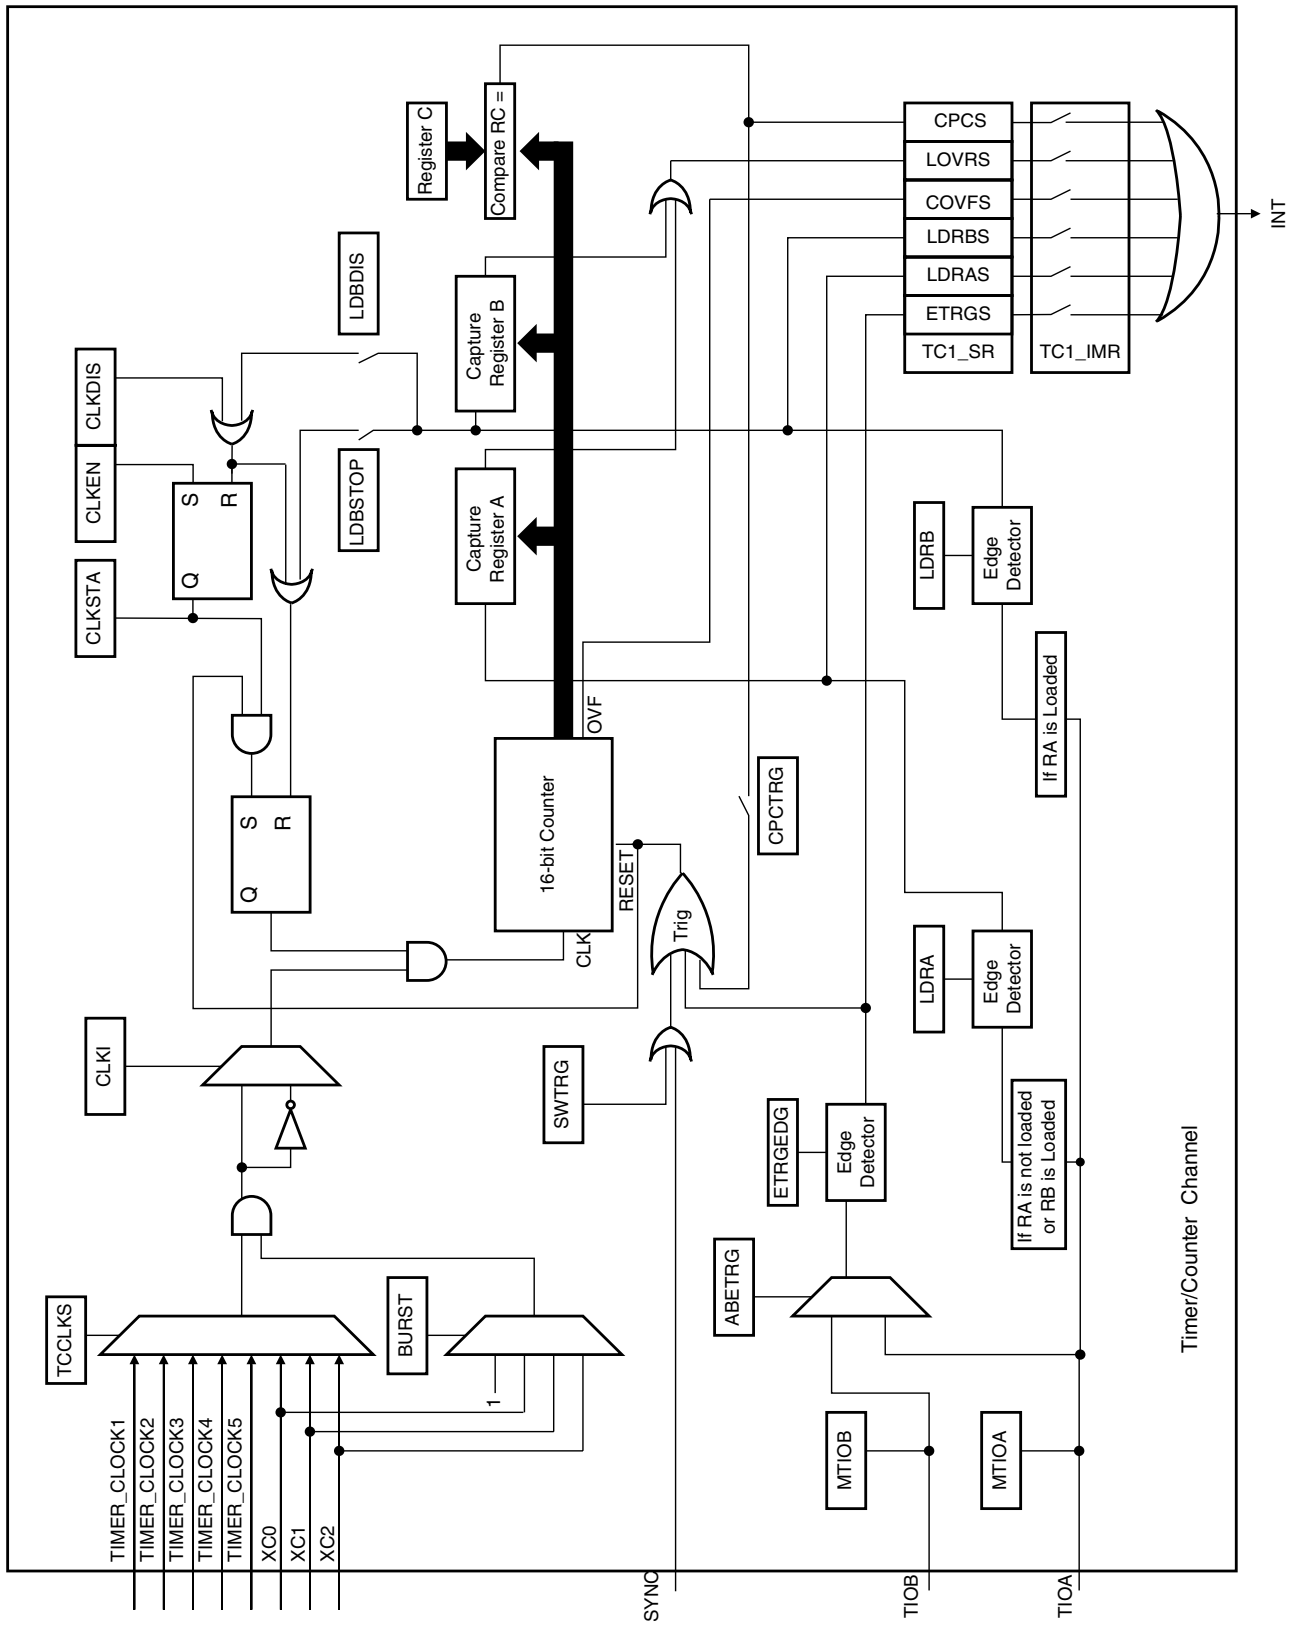 TCCLKS
TIMER_CLOCK1
TIMER_CLOCK2
TIMER_CLOCK3
TIMER_CLOCK4
TIMER_CLOCK5
XC0
XC1
XC2
BURST
1
CLKI
CLKSTA
CLKEN
CLKDIS
Q
S
R
Q
S
R
LDBSTOP
LDBDIS
SYNC
SWTRG
Trig
CLK
RESET
16-bit Counter
OVF
Capture
Register A
Capture
Register B
Register C
Compare RC =
CPCTRG
TIOB
MTIOB
ABETRG
ETRGEDG
Edge
Detector
TIOA
MTIOA
If RA is not loaded
or RB is Loaded
LDRA
Edge
Detector
If RA is Loaded
LDRB
Edge
Detector
CPCS
LOVRS
COVFS
LDRBS
LDRAS
ETRGS
TC1_SR
TC1_IMR
INT
Timer/Counter Channel